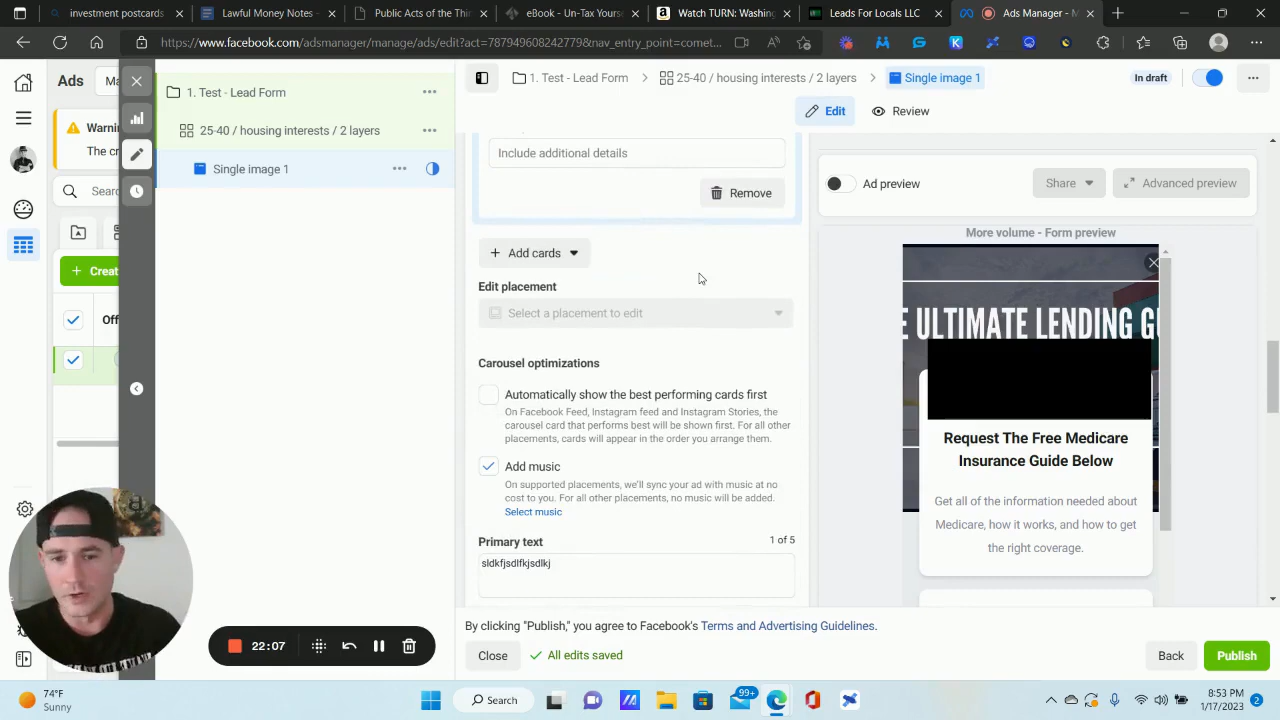 investment postcards
Lawful Money Notes -
Public Acts of the Thi
eBook - Un-Tax Yourse
Watch TURN: Washing
Leads For Locals LLC
Ads Manager - M
https://www.facebook.com/adsmanager/manage/ads/edit?act=787949608242779&nav_entry_point=comet...
Ads
Ma
1. Test - Lead Form
1. Test - Lead Form
25-40 / housing interests / 2 layers
Single image 1
In draft
Edit
Review
Warnin
The cr
25-40 / housing interests / 2 layers
Single image 1
Include additional details
Ad preview
Share
Advanced preview
Searc
Remove
More volume - Form preview
Add cards
Creat
Edit placement
Select a placement to edit
Off
E ULTIMATE LENDING GU
Carousel optimizations
Automatically show the best performing cards first
On Facebook Feed, Instagram feed and Instagram Stories, the
carousel card that performs best will be shown first. For all other
placements, cards will appear in the order you arrange them.
Request The Free Medicare
Insurance Guide Below
Add music
On supported placements, we'll sync your ad with music at no
cost to you. For all other placements, no music will be added.
Select music
Get all of the information needed about
Medicare, how it works, and how to get
the right coverage.
Primary text
1 of 5
sldkfjsdlfkjsdlkj
By clicking "Publish," you agree to Facebook's Terms and Advertising Guidelines.
22:07
Close
All edits saved
Back
Publish
74°F
Sunny
Search
99+
8:53 PM
1/17/2023